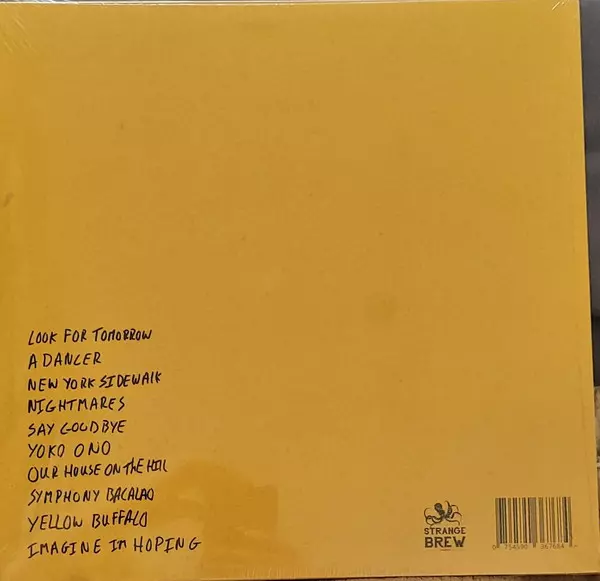 LOOK FOR TOMORROW
A DANCER
NEW YORK SIDEWALK
NIGHTMARES
SAY GOODBYE
YOKO ONO
OUR HOUSE ON THE HILL
SYMPHONY BACALAO
YELLOW BUFFALO
IMAGINE IM HOPING
STRANGE
BREW